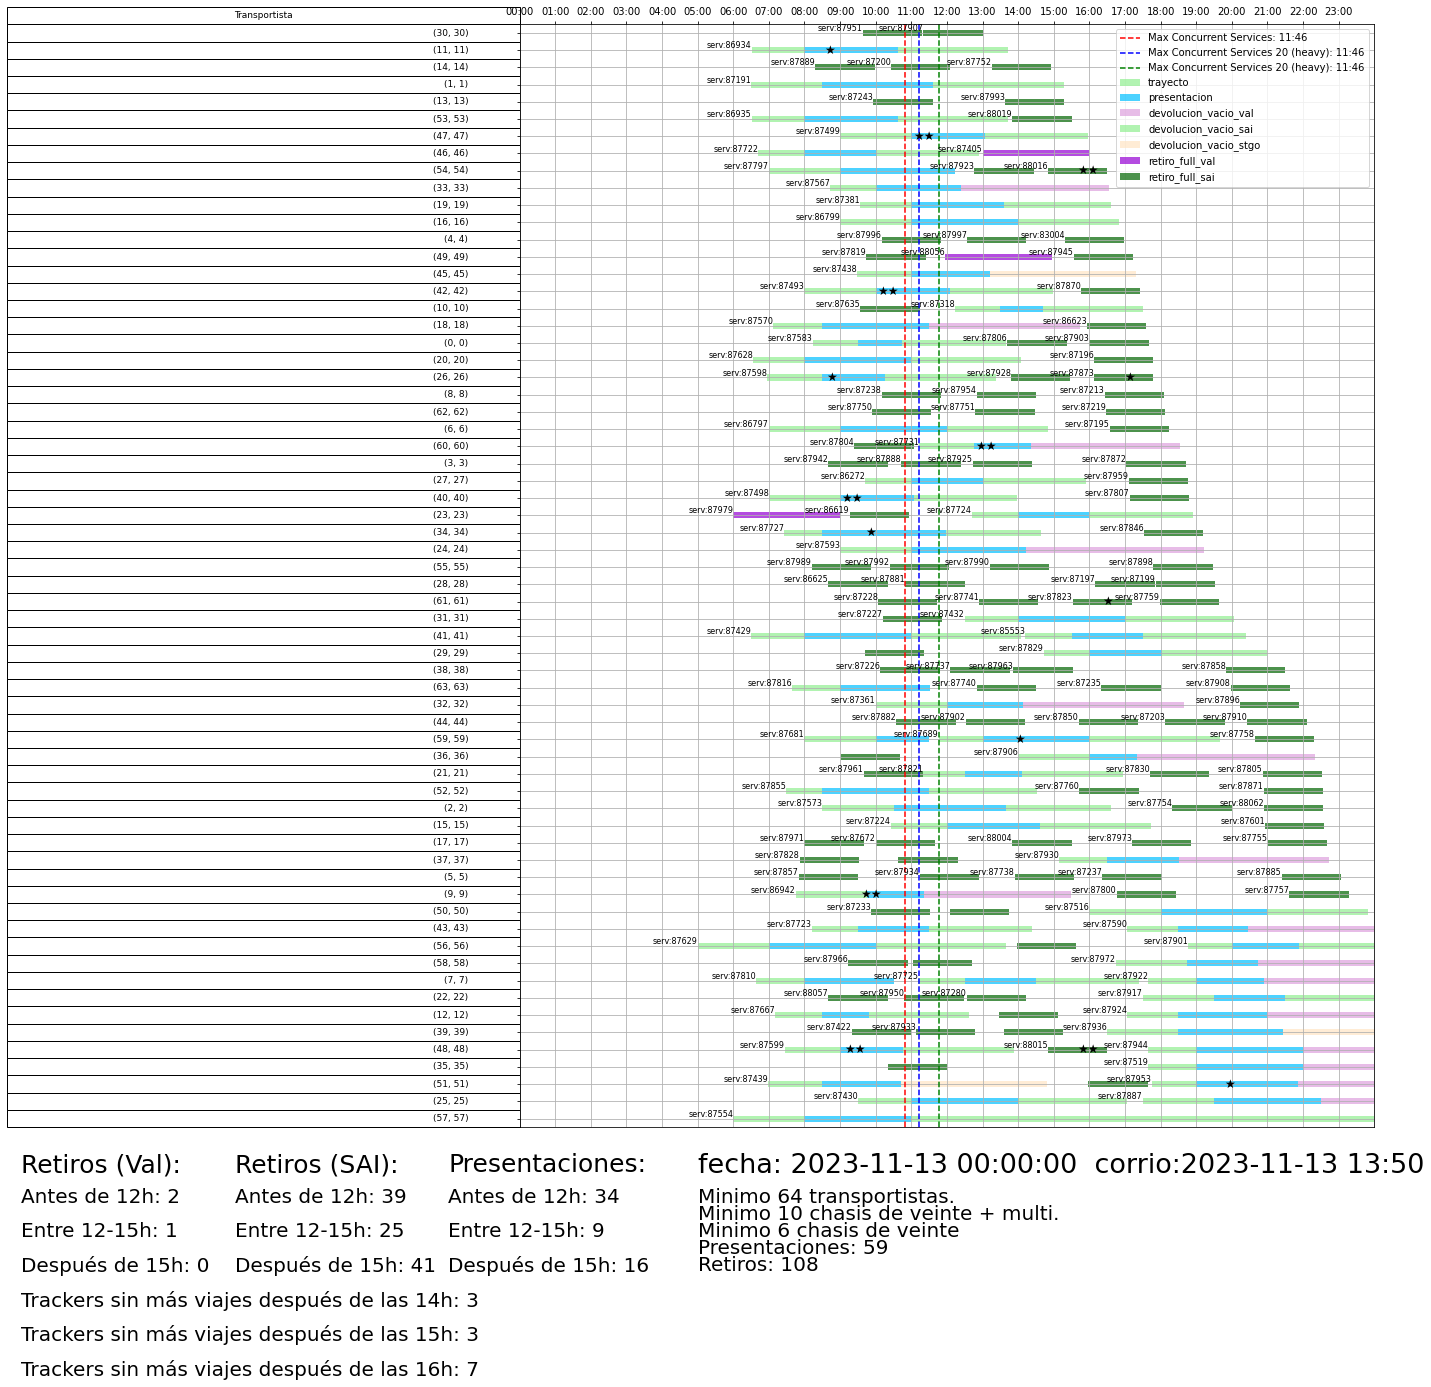 Transportista
00:00 01:00 02:00 03:00 04:00 05:00 06:00 07:00 08:00 09:00 10:00 11:00 12:00 13:00 14:00 15:00 16:00 17:00 18:00 19:00 20:00 21:00 22:00 23:00
Max Concurrent Services: 11:46
Max Concurrent Services 20 (heavy): 11:46
Max Concurrent Services 20 (heavy): 11:46
trayecto
presentacion
devolucion_vacio_val
devolucion_vacio_sai
devolucion_vacio_stgo
retiro_full_val
retiro_full_sai
(30, 30) serv:87951
(11, 11) serv:86934
(14, 14) serv:87889 serv:87200 serv:87752
(1, 1) serv:87191
(13, 13) serv:87243 serv:87993
(53, 53) serv:86935 serv:88019
(47, 47) serv:87499
(46, 46) serv:87722 serv:87405
(54, 54) serv:87797 serv:87923 serv:88016
(33, 33) serv:87567
(19, 19) serv:87381
(16, 16) serv:86799
(4, 4) serv:87996 serv:87997 serv:83004
(49, 49) serv:87819 serv:88056 serv:87945
(45, 45) serv:87438
(42, 42) serv:87493 serv:87870
(10, 10) serv:87635 serv:87318
(18, 18) serv:87570 serv:86623
(0, 0) serv:87583 serv:87806 serv:87903
(20, 20) serv:87628 serv:87196
(26, 26) serv:87598 serv:87928 serv:87873
(8, 8) serv:87238 serv:87954 serv:87213
(62, 62) serv:87750 serv:87751 serv:87219
(6, 6) serv:86797 serv:87195
(60, 60) serv:87804 serv:87731
(3, 3) serv:87942 serv:87888 serv:87925 serv:87872
(27, 27) serv:86272 serv:87959
(40, 40) serv:87498 serv:87807
(23, 23) serv:87979 serv:86619 serv:87724
(34, 34) serv:87727 serv:87846
(24, 24) serv:87593
(55, 55) serv:87989 serv:87992 serv:87990 serv:87898
(28, 28) serv:86625 serv:87881 serv:87197 serv:87199
(61, 61) serv:87228 serv:87741 serv:87823 serv:87759
(31, 31) serv:87227 serv:87432
(41, 41) serv:87429 serv:85553
(29, 29) serv:87829
(38, 38) serv:87226 serv:87737 serv:87963 serv:87858
(63, 63) serv:87816 serv:87740 serv:87235 serv:87908
(32, 32) serv:87361 serv:87896
(44, 44) serv:87882 serv:87902 serv:87850 serv:87203 serv:87910
(59, 59) serv:87681 serv:87689 serv:87758
(36, 36) serv:87906
(21, 21) serv:87961 serv:87821 serv:87830 serv:87805
(52, 52) serv:87855 serv:87760 serv:87871
(2, 2) serv:87573 serv:87754 serv:88062
(15, 15) serv:87224 serv:87601
(17, 17) serv:87971 serv:87672 serv:88004 serv:87973 serv:87755
(37, 37) serv:87828 serv:87930
(5, 5) serv:87857 serv:87934 serv:87738 serv:87237 serv:87885
(9, 9) serv:86942 serv:87800 serv:87757
(50, 50) serv:87233 serv:87516
(43, 43) serv:87723 serv:87590
(56, 56) serv:87629 serv:87901
(58, 58) serv:87966 serv:87972
(7, 7) serv:87810 serv:87725 serv:87922
(22, 22) serv:88057 serv:87950 serv:87280 serv:87917
(12, 12) serv:87667 serv:87924
(39, 39) serv:87422 serv:87933 serv:87936
(48, 48) serv:87599 serv:88015 serv:87944
(35, 35) serv:87519
(51, 51) serv:87439 serv:87953
(25, 25) serv:87430 serv:87887
(57, 57) serv:87554
Retiros (Val):
Antes de 12h: 2
Entre 12-15h: 1
Después de 15h: 0
Retiros (SAI):
Antes de 12h: 39
Entre 12-15h: 25
Después de 15h: 41
Presentaciones:
Antes de 12h: 34
Entre 12-15h: 9
Después de 15h: 16
Trackers sin más viajes después de las 14h: 3
Trackers sin más viajes después de las 15h: 3
Trackers sin más viajes después de las 16h: 7
fecha: 2023-11-13 00:00:00 corrio:2023-11-13 13:50
Minimo 64 transportistas.
Minimo 10 chasis de veinte + multi.
Minimo 6 chasis de veinte
Presentaciones: 59
Retiros: 108